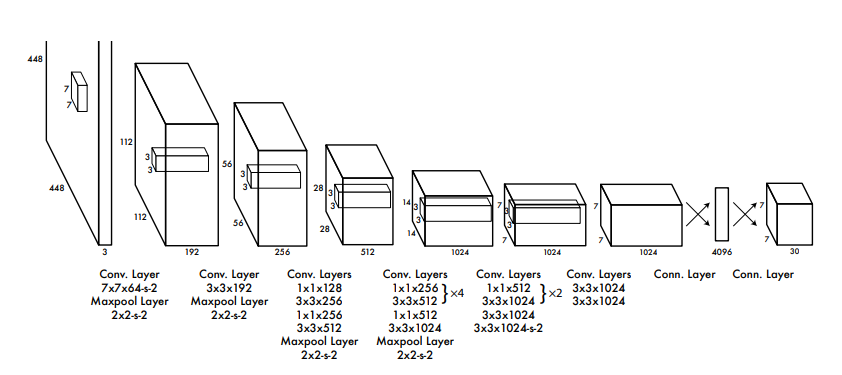 448
7
7
448
3
112
3
3
112
192
56
3
3
56
256
28
3
3
28
512
14
3
3
14
1024
7
3
3
7
1024
7
7
1024
4096
7
7
30
Conv. Layer
7x7x64-s-2
Maxpool Layer
2x2-s-2
Conv. Layer
3x3x192
Maxpool Layer
2x2-s-2
Conv. Layers
1x1x128
3x3x256
1x1x256
3x3x512
Maxpool Layer
2x2-s-2
Conv. Layers
1x1x256
3x3x512 }×4
1x1x512
3x3x1024
Maxpool Layer
2x2-s-2
Conv. Layers
1x1x512
3x3x1024 }×2
3x3x1024
3x3x1024-s-2
Conv. Layers
3x3x1024
3x3x1024
Conn. Layer
Conn. Layer